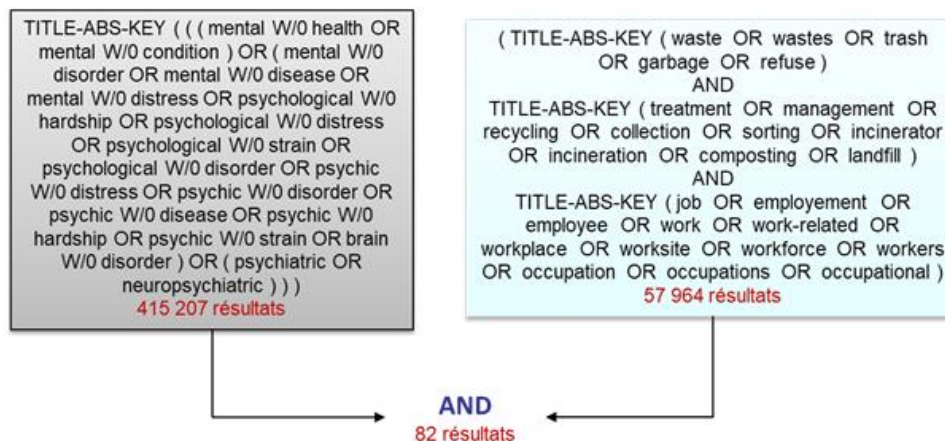 TITLE-ABS-KEY ( ( ( mental W/0 health OR
mental W/0 condition ) OR ( mental W/0
disorder OR mental W/0 disease OR
mental W/0 distress OR psychological W/0
hardship OR psychological W/0 distress
OR psychological W/0 strain OR
psychological W/0 disorder OR psychic
W/0 distress OR psychic W/0 disorder OR
psychic W/0 disease OR psychic W/0
hardship OR psychic W/0 strain OR brain
W/0 disorder ) OR ( psychiatric OR
neuropsychiatric ) ) )
415 207 résultats
( TITLE-ABS-KEY ( waste OR wastes OR trash
OR garbage OR refuse )
AND
TITLE-ABS-KEY ( treatment OR management OR
recycling OR collection OR sorting OR incinerator
OR incineration OR composting OR landfill )
AND
TITLE-ABS-KEY ( job OR employement OR
employee OR work OR work-related OR
workplace OR worksite OR workforce OR workers
OR occupation OR occupations OR occupational )
57 964 résultats
AND
82 résultats